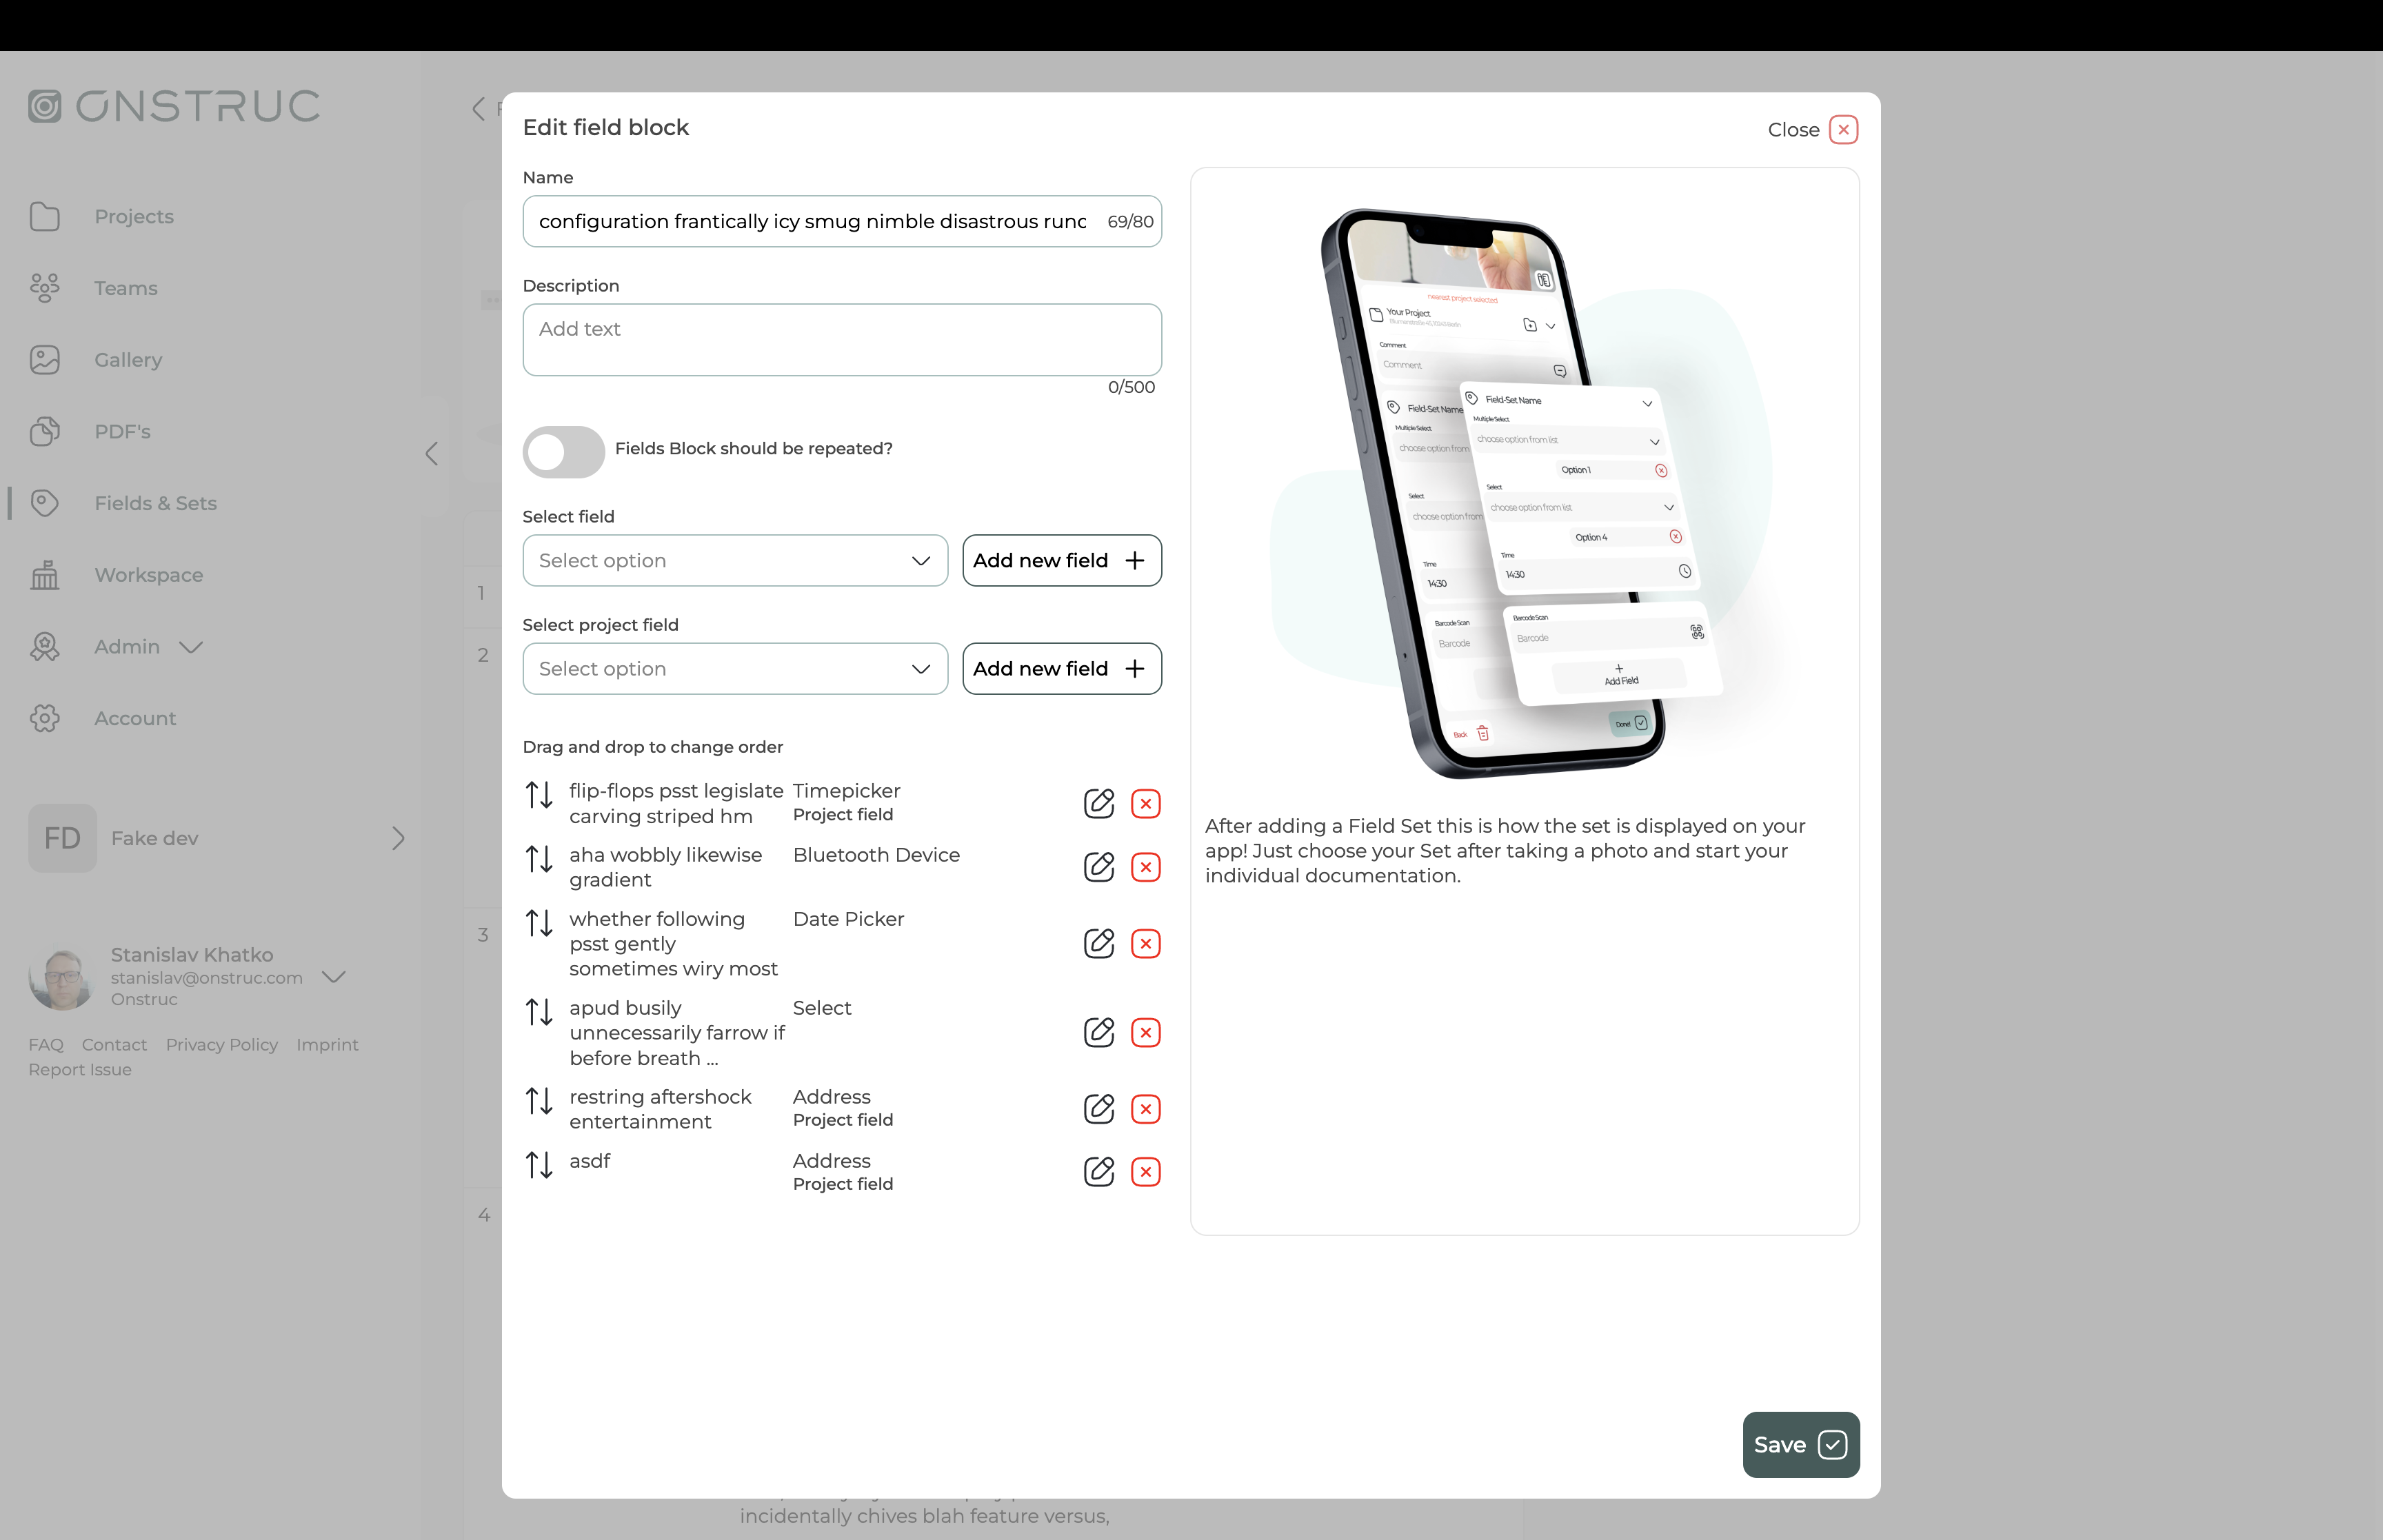 ONSTRUC
Projects
Teams
Gallery
PDF's
Fields & Sets
Workspace
Admin
Account
FD
Fake dev
Stanislav Khatko
stanislav@onstruc.com
Onstruc
FAQ Contact Privacy Policy Imprint
Report Issue
1
2
3
4
Edit field block
Close
Name
configuration frantically icy smug nimble disastrous
69/80
Description
Add text
0/500
Fields Block should be repeated?
Select field
Select option
Add new field
Select project field
Select option
Add new field
Drag and drop to change order
flip-flops psst legislate
carving striped hm
Timepicker
Project field
aha wobbly likewise
gradient
Bluetooth Device
whether following
psst gently
sometimes wiry most
Date Picker
apud busily
unnecessarily farrow if
before breath ...
Select
restring aftershock
entertainment
Address
Project field
asdf
Address
Project field
nearest project selected
Your Project
Comment
Comment
Field-Set Name
Multiple Select
choose option from
Select
choose option from
Time
14:30
Barcode Scan
Barcode
Back
Done!
Field-Set Name
Multiple Select
choose option from list
Option 1
Select
choose option from list
Option 4
Time
14:30
Barcode Scan
Barcode
Add Field
After adding a Field Set this is how the set is displayed on your
app! Just choose your Set after taking a photo and start your
individual documentation.
Save
incidentally chives blah feature versus,